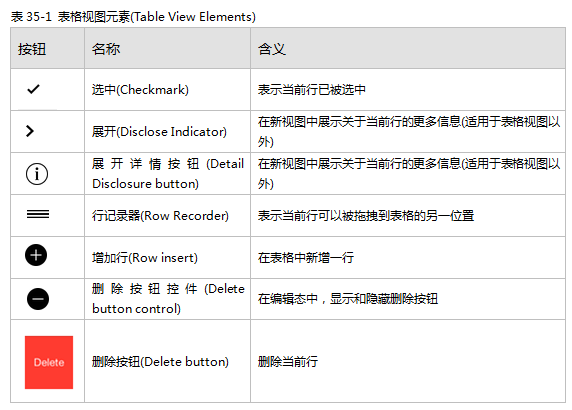 表 35-1 表格视图元素(Table View Elements)
按钮 名称 含义
选中(Checkmark) 表示当前行已被选中
展开(Disclose Indicator) 在新视图中展示关于当前行的更多信息(适用于表格视图以
外)
展开详情按钮(Detail 在新视图中展示关于当前行的更多信息(适用于表格视图以
Disclosure button) 外)
行记录器(Row Recorder) 表示当前行可以被拖拽到表格的另一位置
增加行(Row insert) 在表格中新增一行
删除按钮控件(Delete
button control) 在编辑态中，显示和隐藏删除按钮
Delete 删除按钮(Delete button) 删除当前行